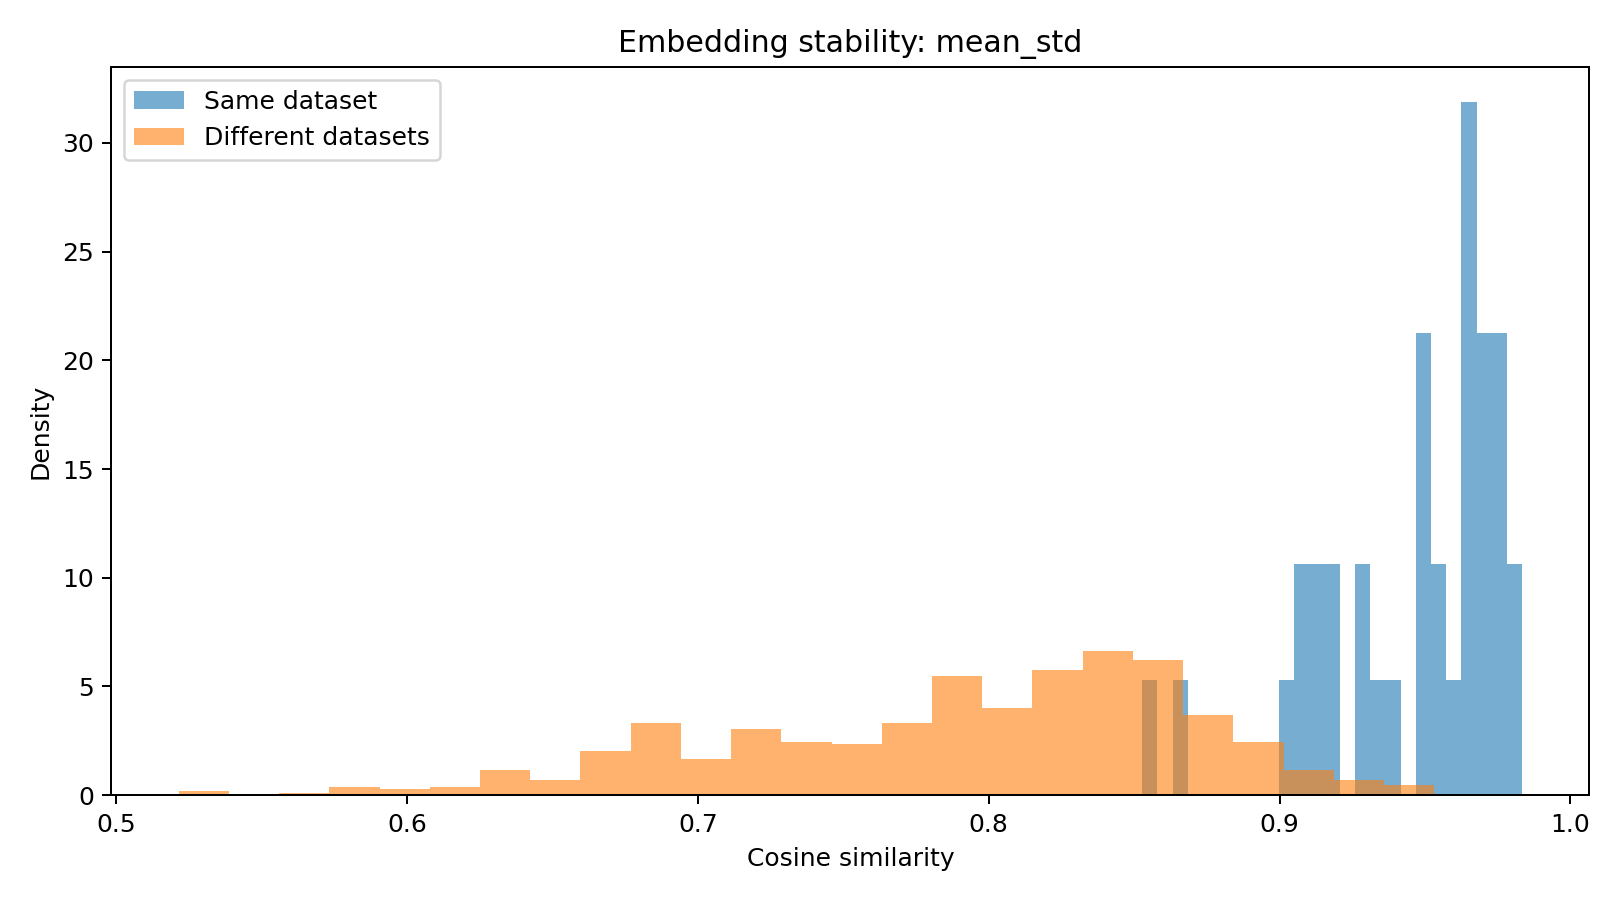 Embedding stability: mean_std
Same dataset
Different datasets
30
25
20
15
10
5
0
Density
0.5 0.6 0.7 0.8 0.9 1.0
Cosine similarity